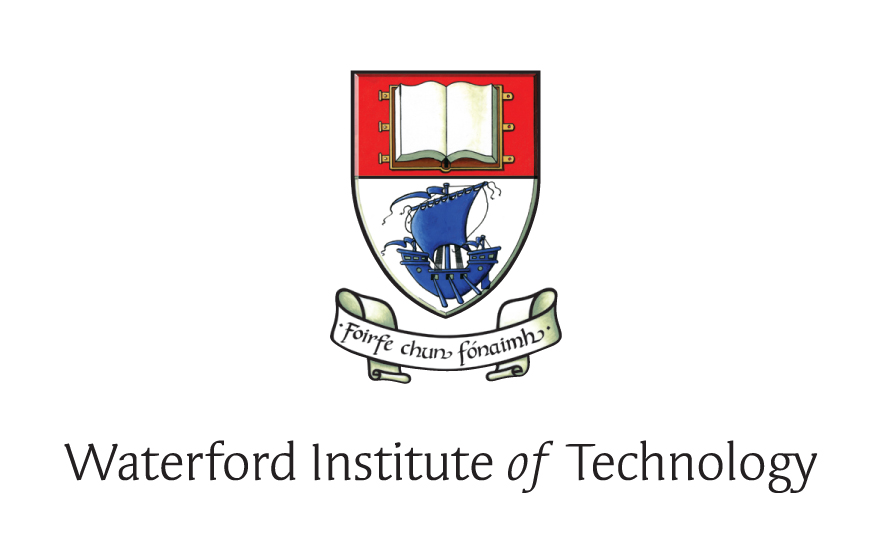 ·Foirfe chun fónaimh·
Waterford Institute of Technology